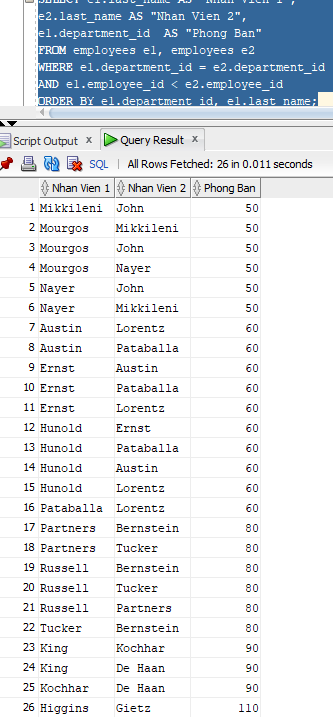 SELECT e1.last_name AS "Nhan Vien 1",
e2.last_name AS "Nhan Vien 2",
e1.department_id  AS "Phong Ban"
FROM employees e1, employees e2
WHERE e1.department_id = e2.department_id
AND e1.employee_id < e2.employee_id
ORDER BY e1.department_id, e1.last_name;
Script Output x Query Result x
SQL | All Rows Fetched: 26 in 0.011 seconds
Nhan Vien 1 Nhan Vien 2 Phong Ban
1 Mikkileni John 50
2 Mourgos Mikkileni 50
3 Mourgos John 50
4 Mourgos Nayer 50
5 Nayer John 50
6 Nayer Mikkileni 50
7 Austin Lorentz 60
8 Austin Pataballa 60
9 Ernst Austin 60
10 Ernst Pataballa 60
11 Ernst Lorentz 60
12 Hunold Ernst 60
13 Hunold Pataballa 60
14 Hunold Austin 60
15 Hunold Lorentz 60
16 Pataballa Lorentz 60
17 Partners Bernstein 80
18 Partners Tucker 80
19 Russell Bernstein 80
20 Russell Tucker 80
21 Russell Partners 80
22 Tucker Bernstein 80
23 King Kochhar 90
24 King De Haan 90
25 Kochhar De Haan 90
26 Higgins Gietz 110